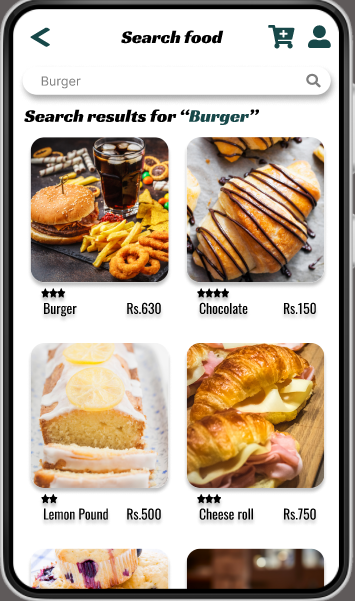 Search food
Burger
Search results for “Burger”
Burger Rs.630
Chocolate Rs.150
Lemon Pound Rs.500
Cheese roll Rs.750